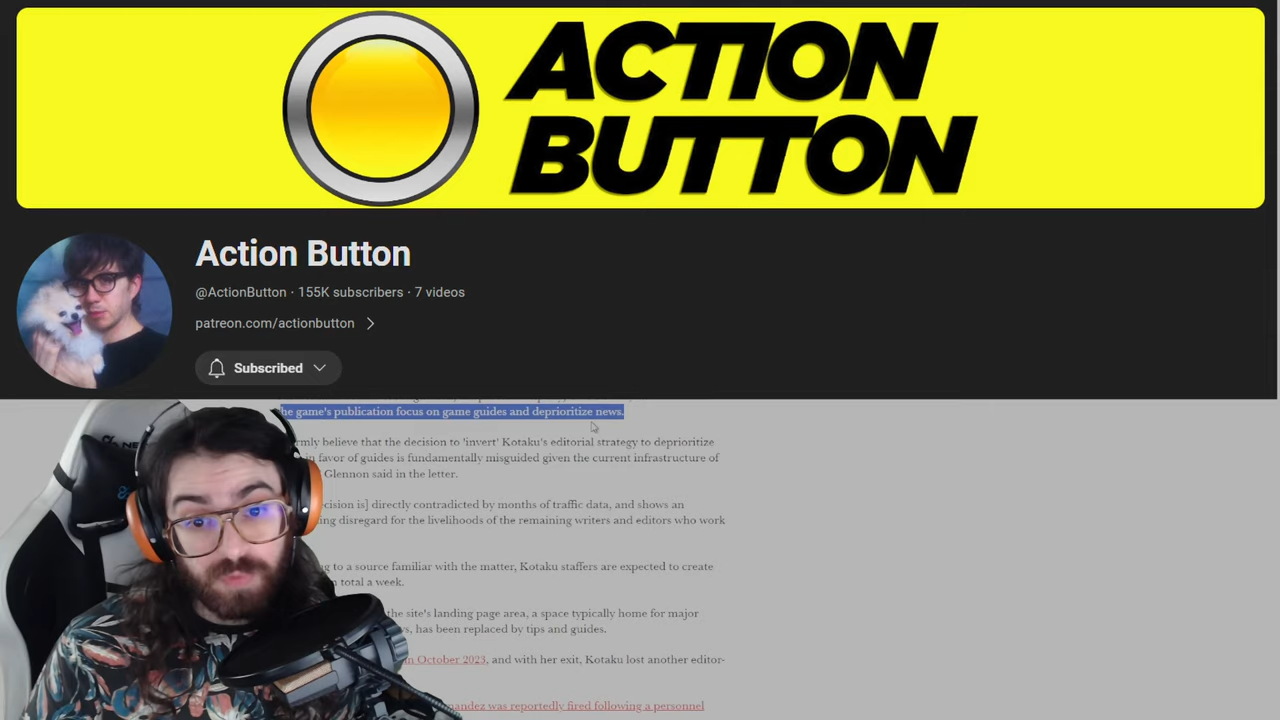 ACTION
BUTTON
Action Button
@ActionButton · 155K subscribers · 7 videos
patreon.com/actionbutton
Subscribed
he game's publication focus on game guides and deprioritize news.
rmly believe that the decision to 'invert' Kotaku's editorial strategy to deprioritize
in favor of guides is fundamentally misguided given the current infrastructure of
Glennon said in the letter.
cision is] directly contradicted by months of traffic data, and shows an
ing disregard for the livelihoods of the remaining writers and editors who work
g to a source familiar with the matter, Kotaku staffers are expected to create
n total a week.
the site's landing page area, a space typically home for major
s, has been replaced by tips and guides.
n October 2023, and with her exit, Kotaku lost another editor-
nandez was reportedly fired following a personnel